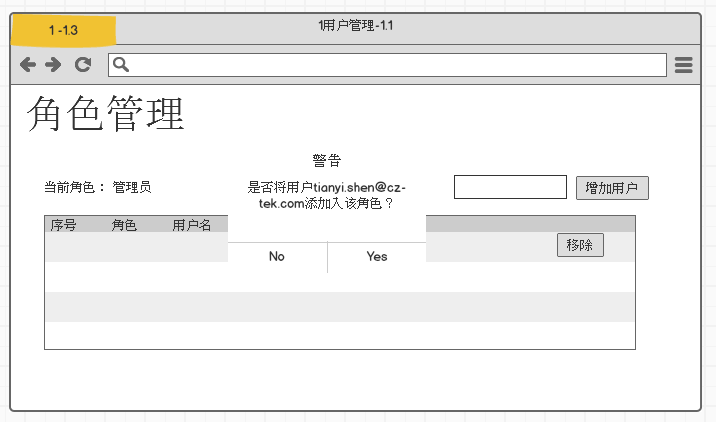 1 -1.3
1用户管理-1.1
角色管理
警告
当前角色： 管理员
是否将用户tianyi.shen@cz-
tek.com添加入该角色？
增加用户
序号 角色 用户名
移除
No Yes